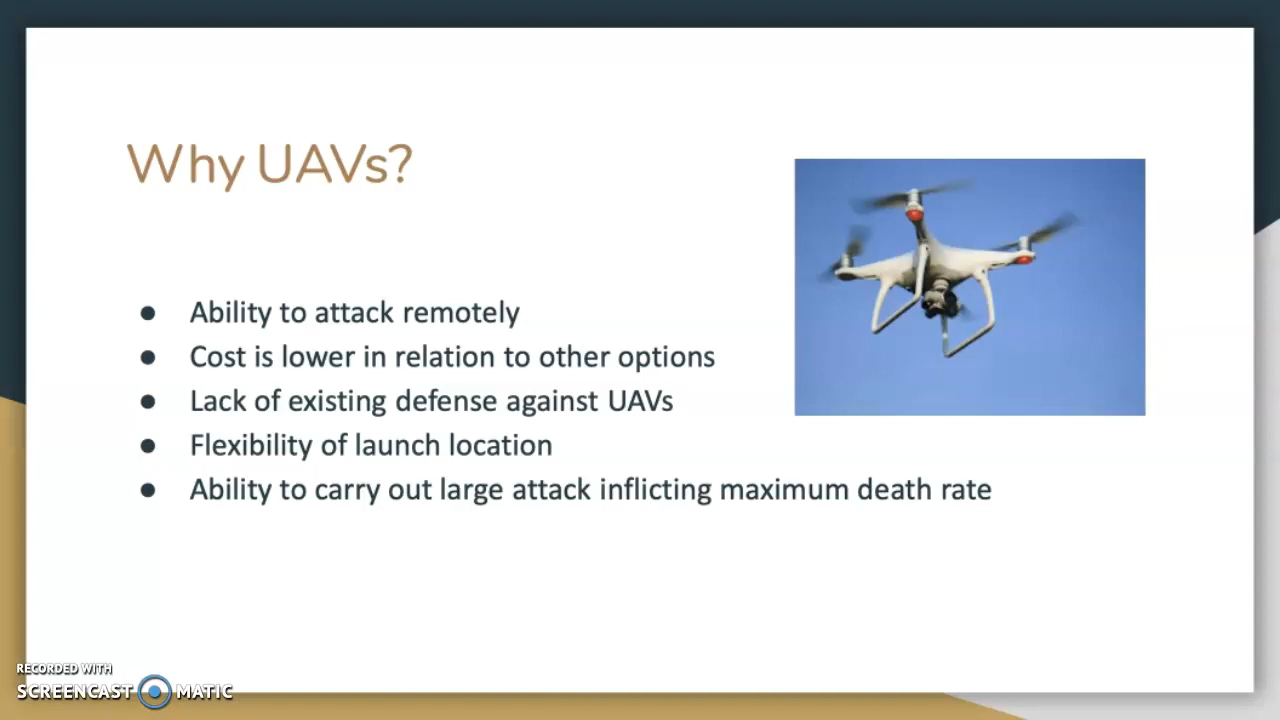 Why UAVs?
● Ability to attack remotely
● Cost is lower in relation to other options
● Lack of existing defense against UAVs
● Flexibility of launch location
● Ability to carry out large attack inflicting maximum death rate
RECORDED WITH
SCREENCAST MATIC